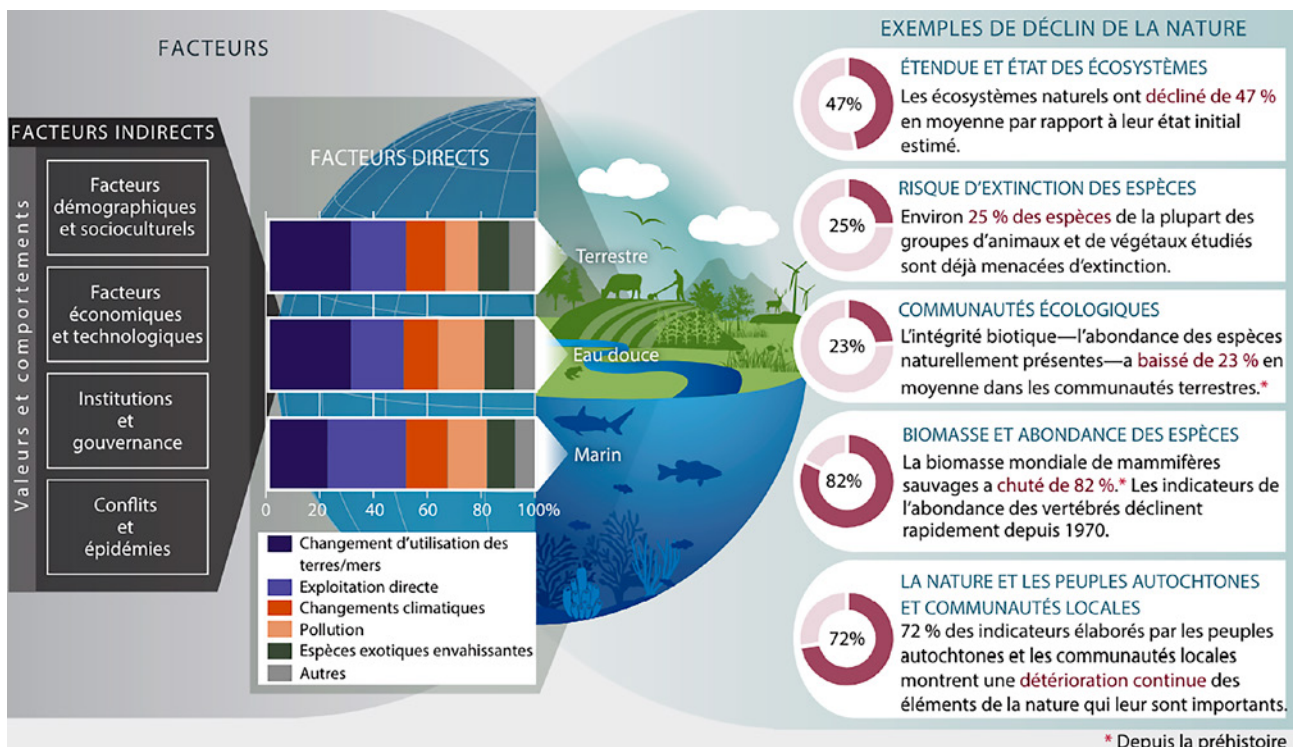 FACTEURS
FACTEURS INDIRECTS
Valeurs et comportements
Facteurs
démographiques
et socioculturels
Facteurs
économiques
et technologiques
Institutions
et
gouvernance
Conflits
et
épidémies
FACTEURS DIRECTS
Terrestre
Eau douce
Marin
0 20 40 60 80 100%
Changement d'utilisation des
terres/mers
Exploitation directe
Changements climatiques
Pollution
Espèces exotiques envahissantes
Autres
EXEMPLES DE DÉCLIN DE LA NATURE
47%
ÉTENDUE ET ÉTAT DES ÉCOSYSTÈMES
Les écosystèmes naturels ont décliné de 47 %
en moyenne par rapport à leur état initial
estimé.
25%
RISQUE D'EXTINCTION DES ESPÈCES
Environ 25 % des espèces de la plupart des
groupes d'animaux et de végétaux étudiés
sont déjà menacées d'extinction.
23%
COMMUNAUTÉS ÉCOLOGIQUES
L'intégrité biotique—l'abondance des espèces
naturellement présentes—a baissé de 23 % en
moyenne dans les communautés terrestres.*
82%
BIOMASSE ET ABONDANCE DES ESPÈCES
La biomasse mondiale de mammifères
sauvages a chuté de 82 %.* Les indicateurs de
l'abondance des vertébrés déclinent
rapidement depuis 1970.
72%
LA NATURE ET LES PEUPLES AUTOCHTONES
ET COMMUNAUTÉS LOCALES
72 % des indicateurs élaborés par les peuples
autochtones et les communautés locales
montrent une détérioration continue des
éléments de la nature qui leur sont importants.
* Depuis la préhistoire